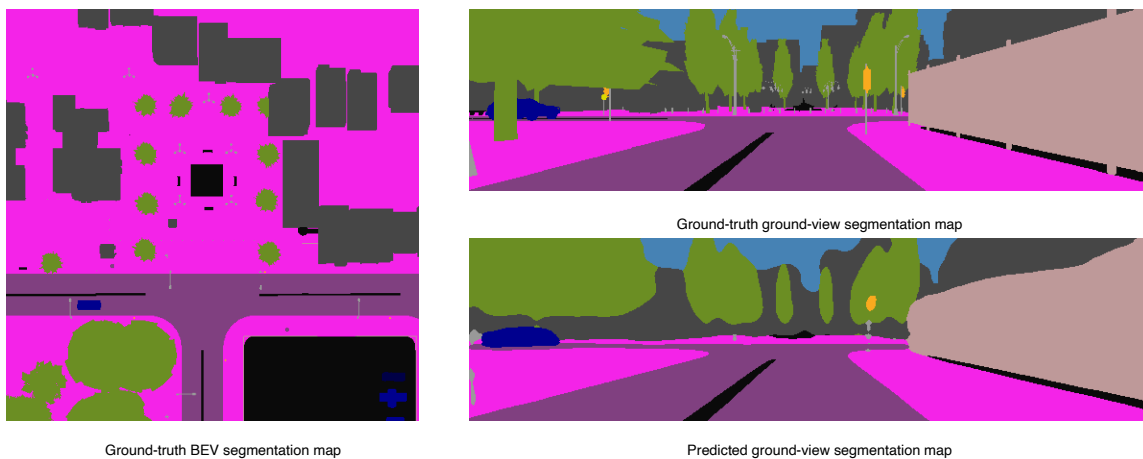 Ground-truth ground-view segmentation map
Ground-truth BEV segmentation map
Predicted ground-view segmentation map